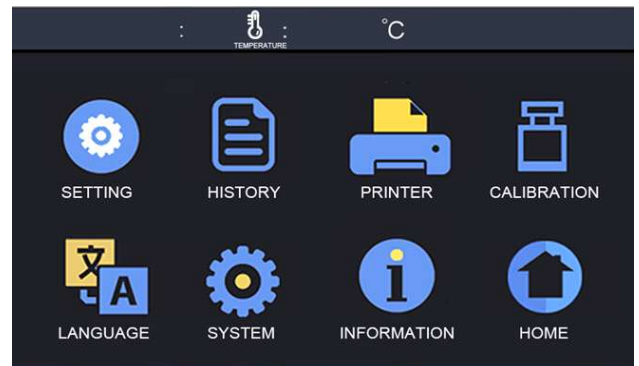 : : °C
TEMPERATURE
SETTING HISTORY PRINTER CALIBRATION
文 A i
LANGUAGE SYSTEM INFORMATION HOME